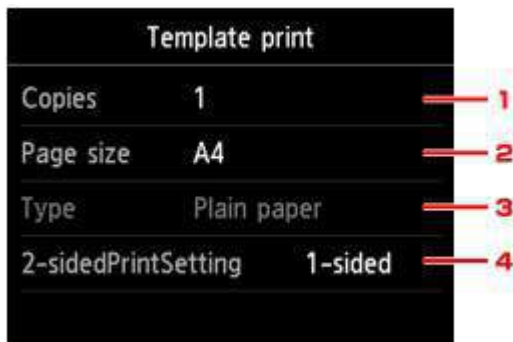 Template print
Copies 1 1
Page size A4 2
Type Plain paper 3
2-sidedPrintSetting 1-sided 4